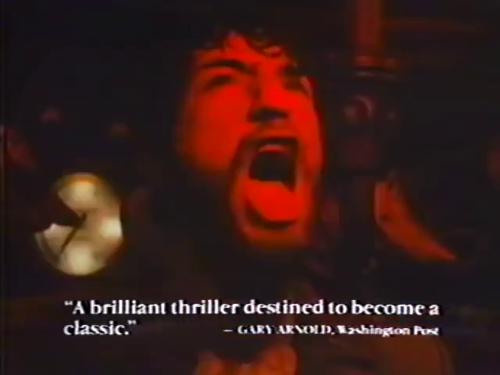 “A brilliant thriller destined to become a
classic.” – GARY ARNOLD, Washington Post